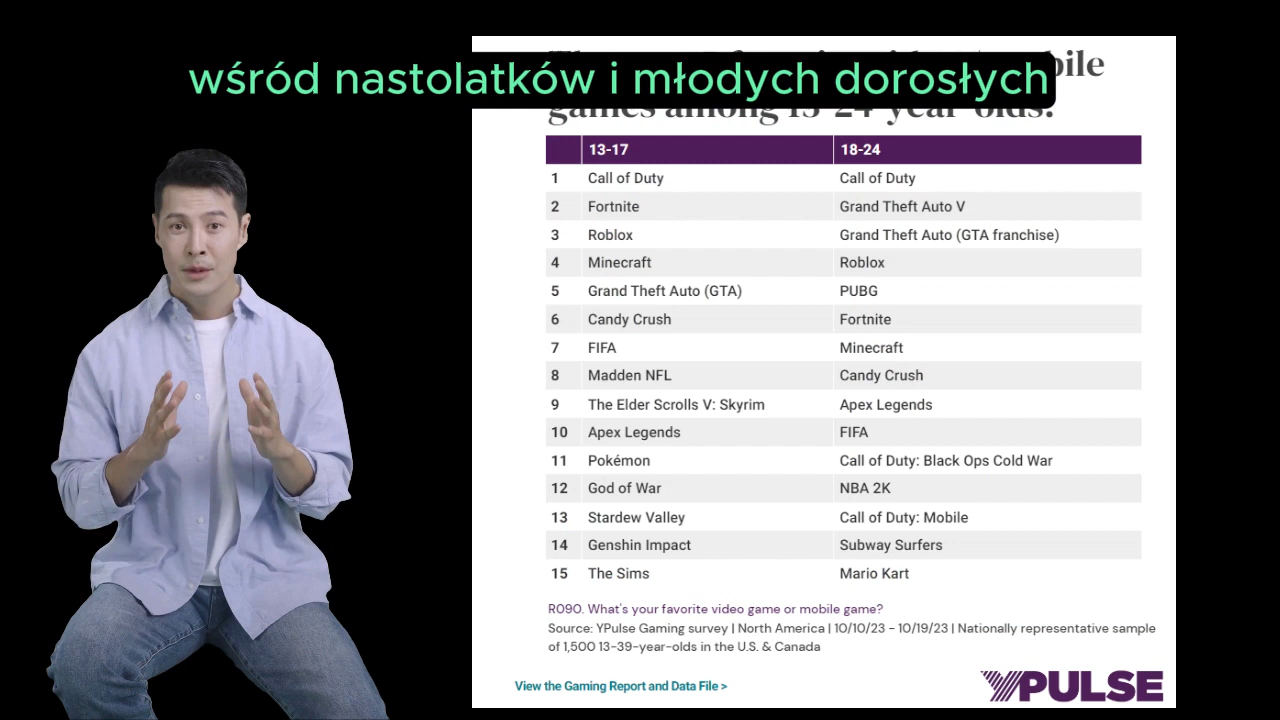 wśród nastolatków i młodych dorosłych
games among 13-24-year-olds?
13-17 18-24
1 Call of Duty Call of Duty
2 Fortnite Grand Theft Auto V
3 Roblox Grand Theft Auto (GTA franchise)
4 Minecraft Roblox
5 Grand Theft Auto (GTA) PUBG
6 Candy Crush Fortnite
7 FIFA Minecraft
8 Madden NFL Candy Crush
9 The Elder Scrolls V: Skyrim Apex Legends
10 Apex Legends FIFA
11 Pokémon Call of Duty: Black Ops Cold War
12 God of War NBA 2K
13 Stardew Valley Call of Duty: Mobile
14 Genshin Impact Subway Surfers
15 The Sims Mario Kart
R090. What's your favorite video game or mobile game?
Source: YPulse Gaming survey | North America | 10/10/23 - 10/19/23 | Nationally representative sample
of 1,500 13-39-year-olds in the U.S. & Canada
View the Gaming Report and Data File >
YPULSE